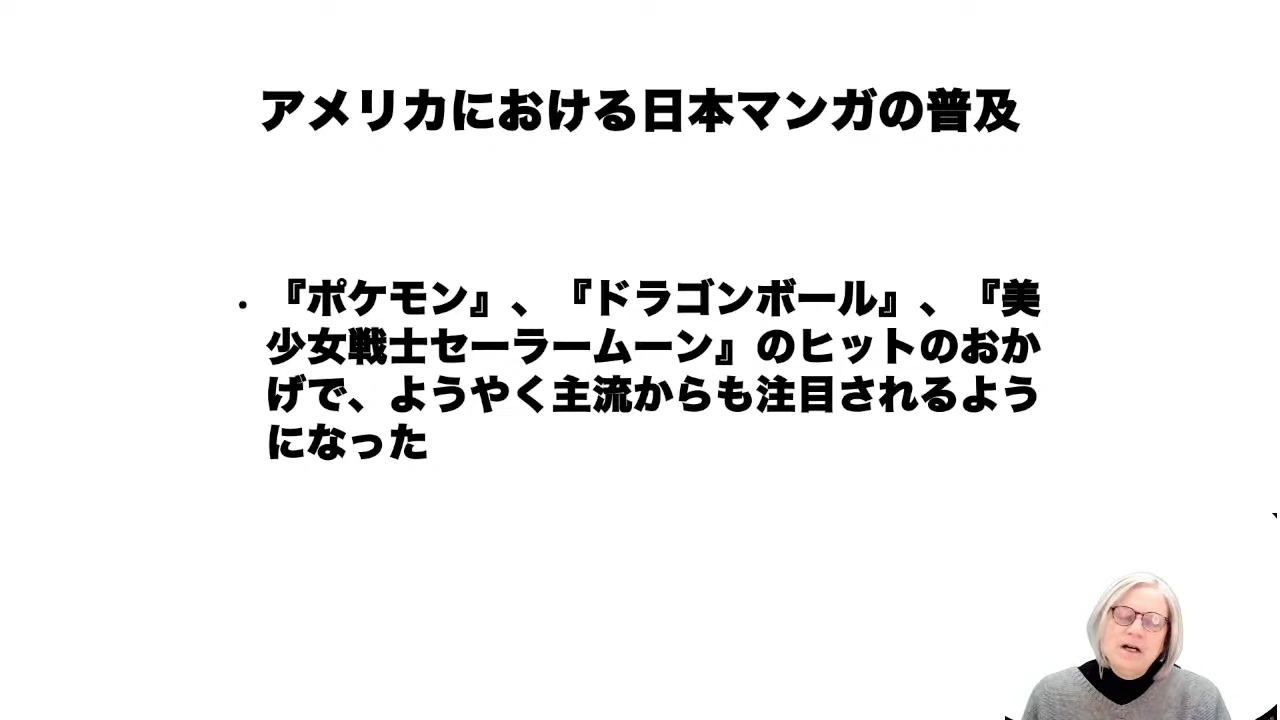 アメリカにおける日本マンガの普及
• 『ポケモン』、『ドラゴンボール』、『美
少女戦士セーラームーン』のヒットのおか
げで、ようやく主流からも注目されるよう
になった